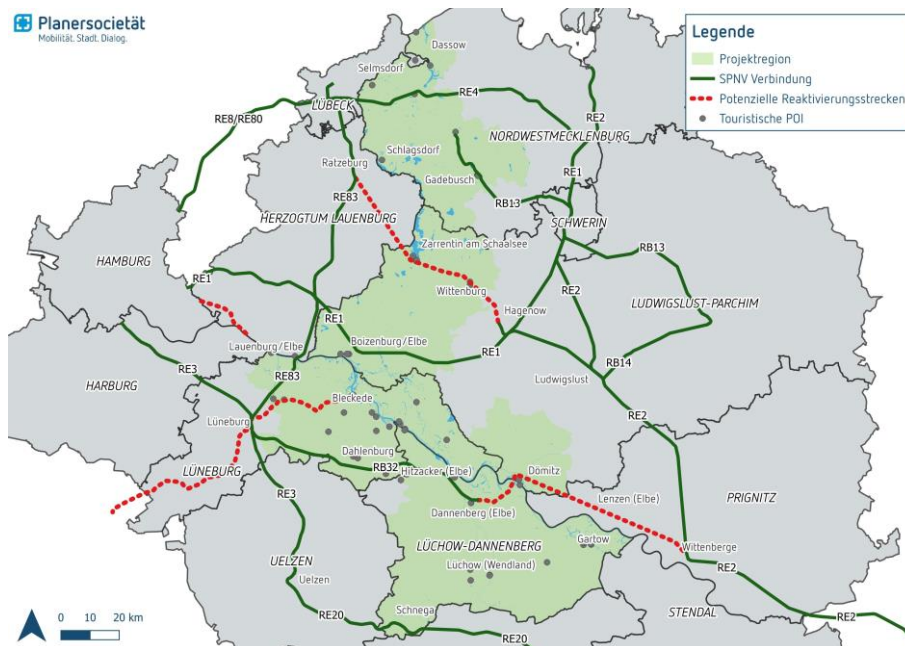 Planersocietät
Mobilität. Stadt. Dialog.
Legende
Projektregion
SPNV Verbindung
Potenzielle Reaktivierungsstrecken
Touristische POI
Dassow
Selmsdorf
LÜBECK
RE4
RE8/RE80
RE2
NORDWESTMECKLENBURG
Schlagsdorf
Ratzeburg
Gadebusch
RE1
RE83
RB13
HERZOGTUM LAUENBURG
SCHWERIN
Zarrentin am Schaalsee
RB13
HAMBURG
RE1
Wittenburg
RE2
LUDWIGSLUST-PARCHIM
Hagenow
RE1
Lauenburg/Elbe
Boizenburg/Elbe
RE1
RB14
RE3
RE83
Ludwigslust
HARBURG
Bleckede
RE2
Lüneburg
Dahlenburg
LÜNEBURG
RB32
Hitzacker (Elbe)
Dömitz
RE3
Lenzen (Elbe)
PRIGNITZ
Dannenberg (Elbe)
Gartow
LÜCHOW-DANNENBERG
Wittenberge
UELZEN
Lüchow (Wendland)
RE2
Uelzen
Schnega
STENDAL
0 10 20 km
RE20
RE20
RE2